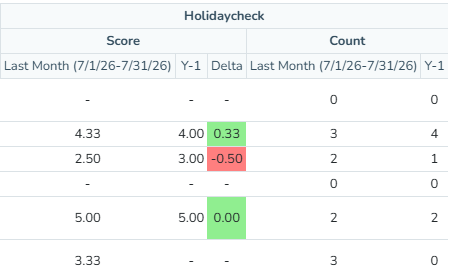 Holidaycheck
Score Count
Last Month (7/1/26-7/31/26) Y-1 Delta Last Month (7/1/26-7/31/26) Y-1
- - - 0 0
4.33 4.00 0.33 3 4
2.50 3.00 -0.50 2 1
- - - 0 0
5.00 5.00 0.00 2 2
3.33 - - 3 0